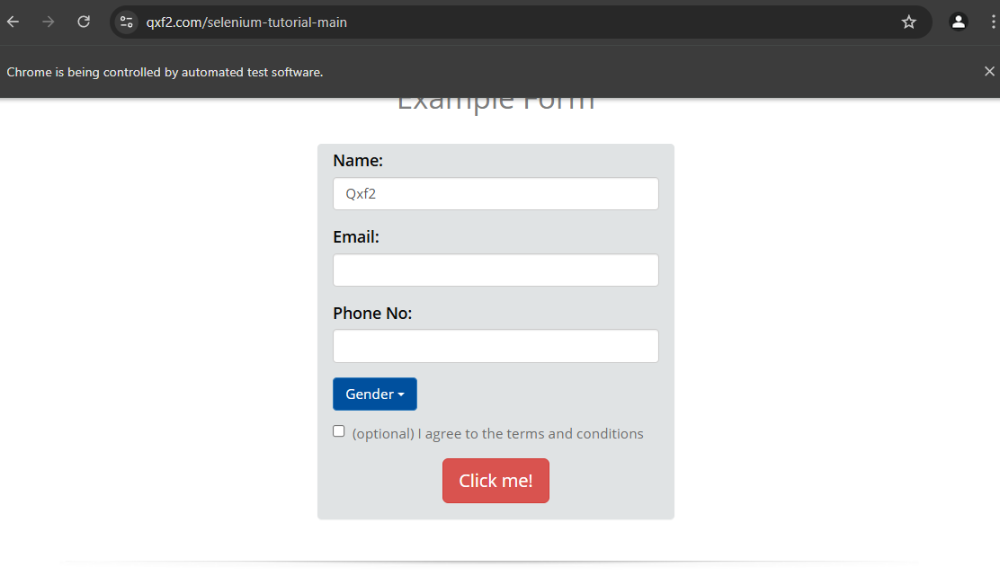 qxf2.com/selenium-tutorial-main
Chrome is being controlled by automated test software.
Example Form
Name:
Qxf2
Email:
Phone No:
Gender
(optional) I agree to the terms and conditions
Click me!